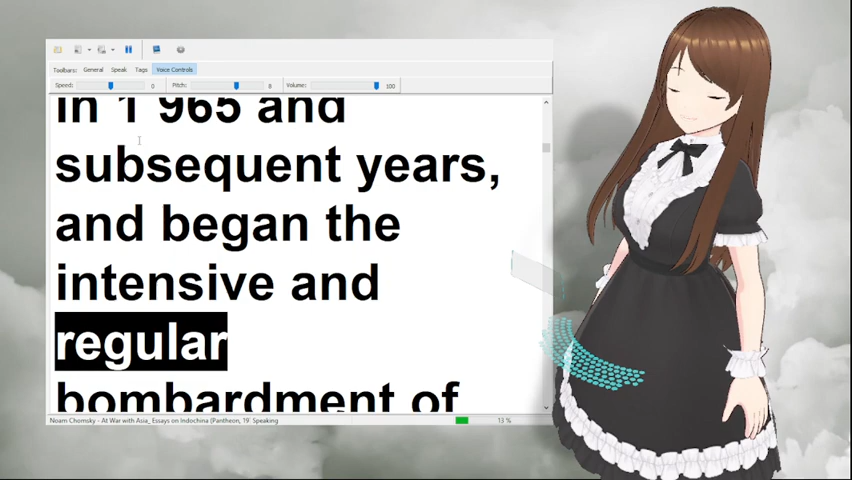 Toolbars: General Speak Tags Voice Controls
Speed: 0 Pitch: 8 Volume: 100
in 1 965 and
subsequent years,
and began the
intensive and
regular
bombardment of
Noam Chomsky - At War with Asia_ Essays on Indochina (Pantheon, 19 Speaking 13 %